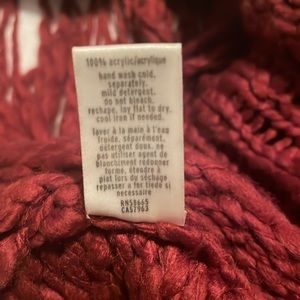 100% acrylic/acrylique
hand wash cold,
separately,
mild detergent,
do not bleach,
reshape, lay flat to dry,
cool iron if needed.
laver à la main à l'eau
froide, séparément,
détergent doux, ne
pas utiliser agent de
blanchiment redonner
forme, étendre à
plat lors du séchage
repasser a fer tiède si
nécessaire
RN58665
CA57963